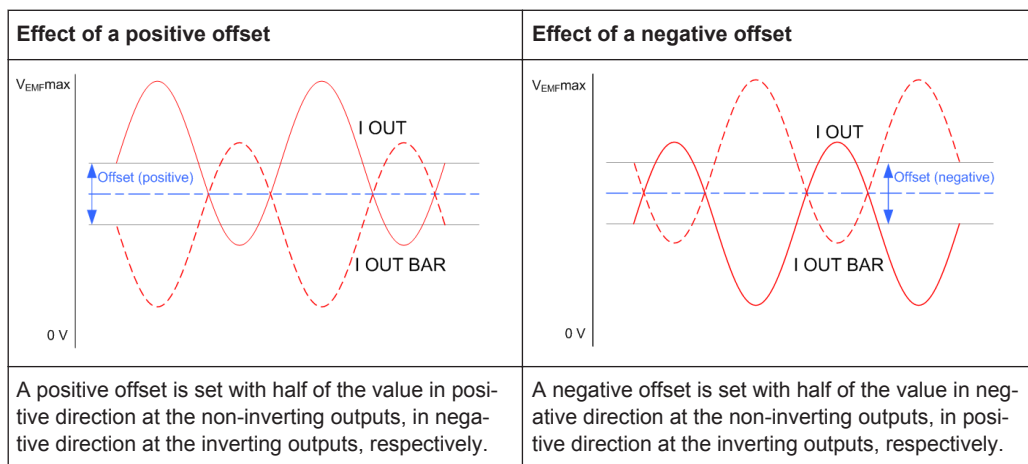 Effect of a positive offset
Effect of a negative offset
VEMFmax
I OUT
Offset (positive)
I OUT BAR
0 V
VEMFmax
I OUT
Offset (negative)
I OUT BAR
0 V
A positive offset is set with half of the value in posi-
tive direction at the non-inverting outputs, in nega-
tive direction at the inverting outputs, respectively.
A negative offset is set with half of the value in neg-
ative direction at the non-inverting outputs, in posi-
tive direction at the inverting outputs, respectively.